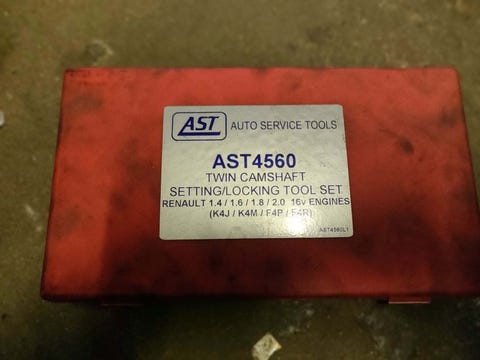 AST AUTO SERVICE TOOLS
AST4560
TWIN CAMSHAFT
SETTING/LOCKING TOOL SET
RENAULT 1.4 / 1.6 / 1.8 / 2.0 16v ENGINES
(K4J / K4M / F4P / F4R)
AST4560L1